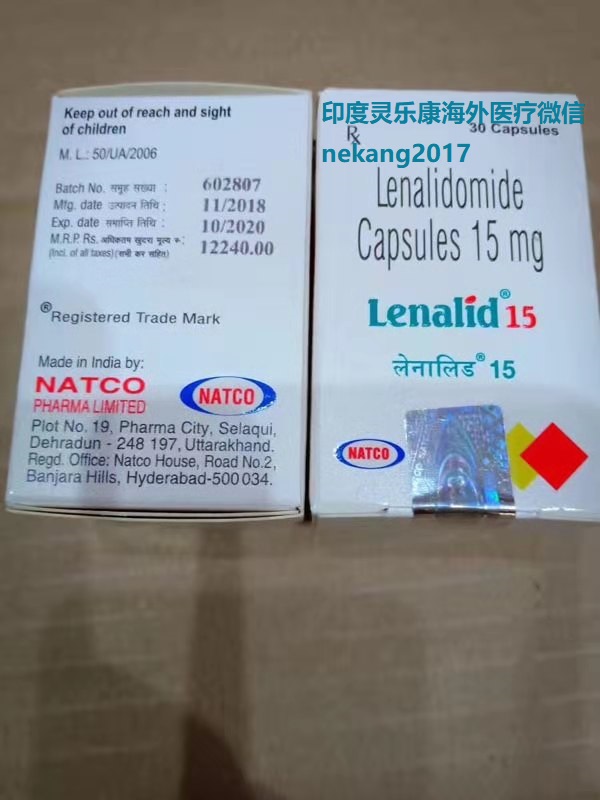 Keep out of reach and sight
of children
M. L.: 50/UA/2006
Batch No. समूह संख्या : 602807
Mfg. date उत्पादन तिथि : 11/2018
Exp. date समाप्ति तिथि : 10/2020
M.R.P. Rs. अधिकतम खुदरा मूल्य रु: 12240.00
(Incl. of all taxes) (सभी कर सहित)
®Registered Trade Mark
Made in India by:
NATCO
PHARMA LIMITED
NATCO
Plot No. 19, Pharma City, Selaqui,
Dehradun - 248 197, Uttarakhand.
Regd. Office: Natco House, Road No.2,
Banjara Hills, Hyderabad-500 034.
印度灵乐康海外医疗微信
nekang2017
Rx 30 Capsules
Lenalidomide
Capsules 15 mg
Lenalid® 15
लेनालिड® 15
NATCO